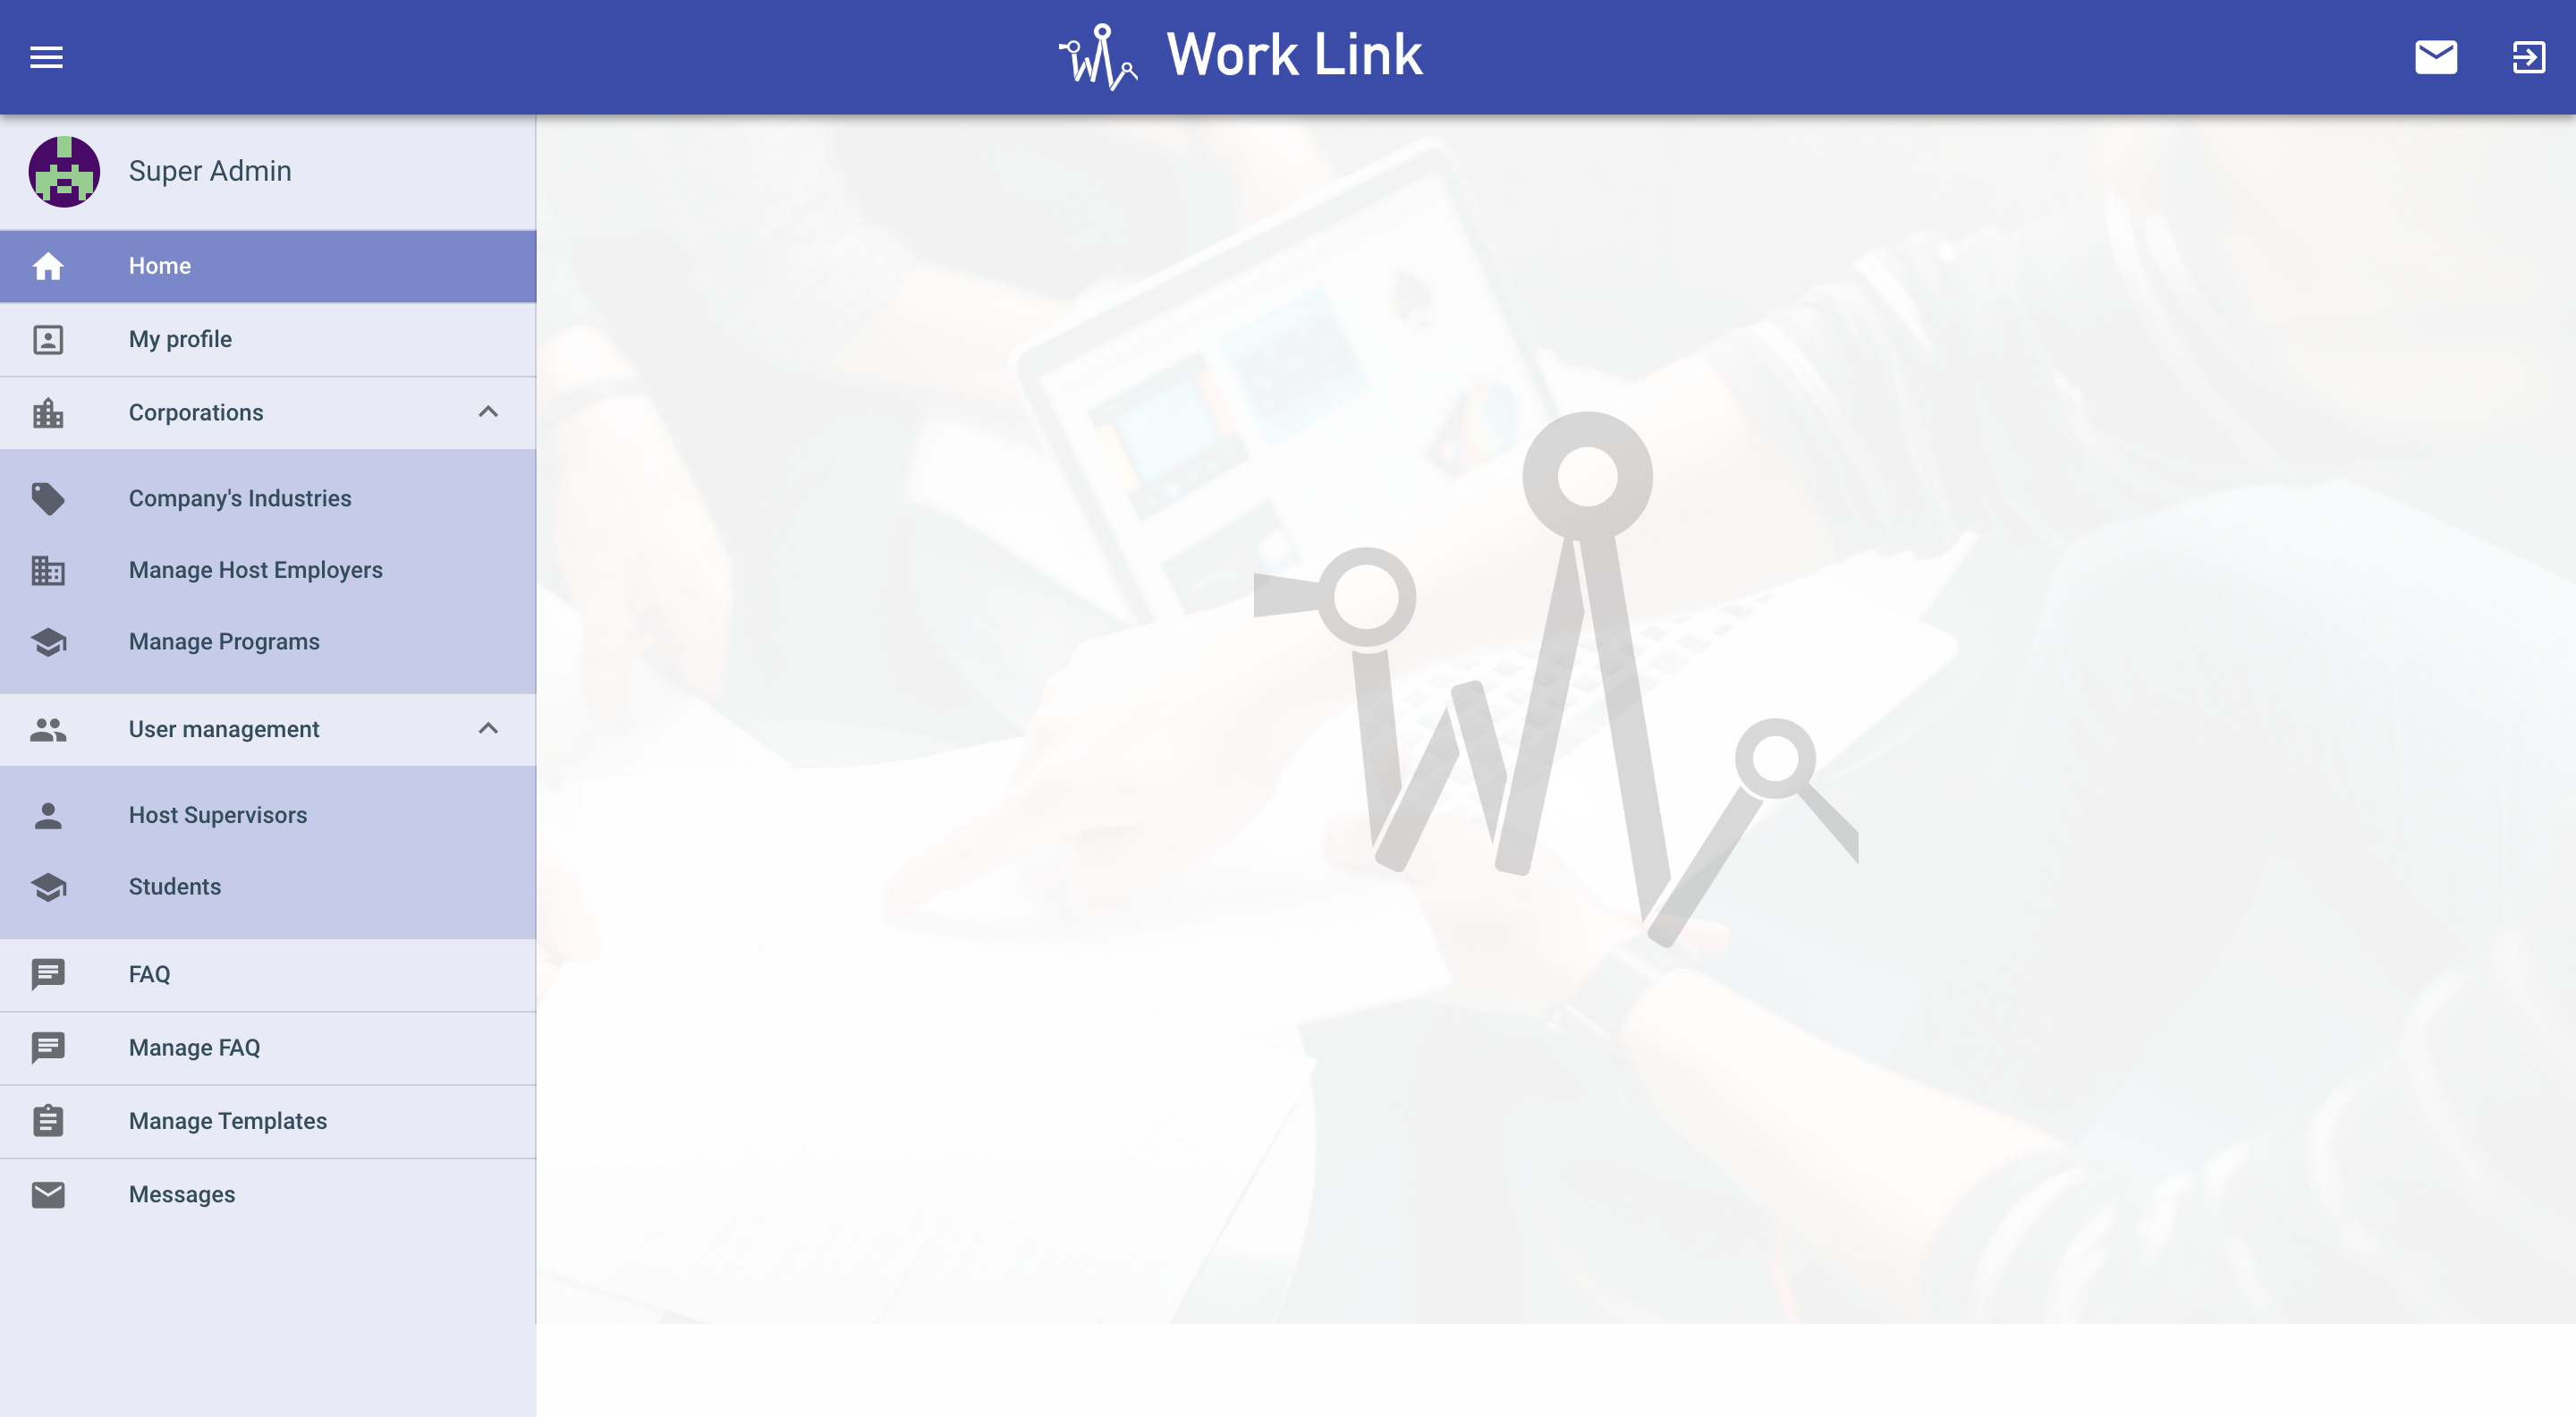 Work Link
Super Admin
Home
My profile
Corporations
Company's Industries
Manage Host Employers
Manage Programs
User management
Host Supervisors
Students
FAQ
Manage FAQ
Manage Templates
Messages